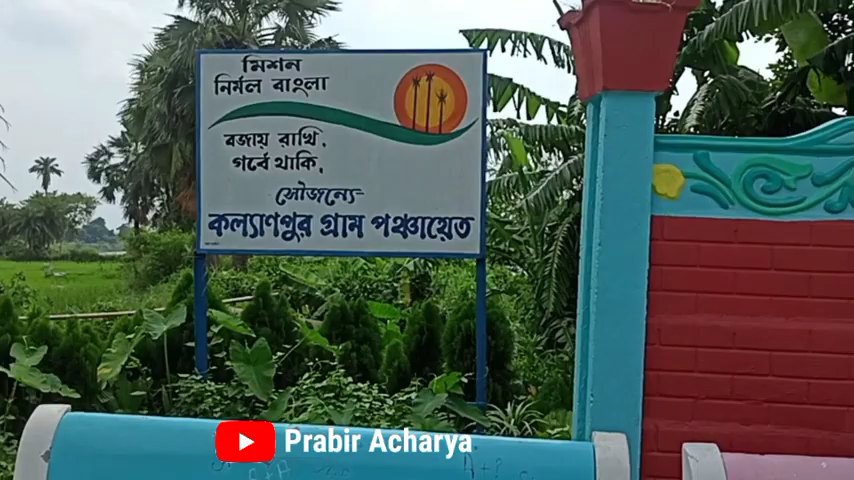 মিশন
নির্মল বাংলা
বজায় রাখি,
গর্বে থাকি,
সৌজন্যে-
কল্যাণপুর গ্রাম পঞ্চায়েত
Prabir Acharya
A+P
A+P